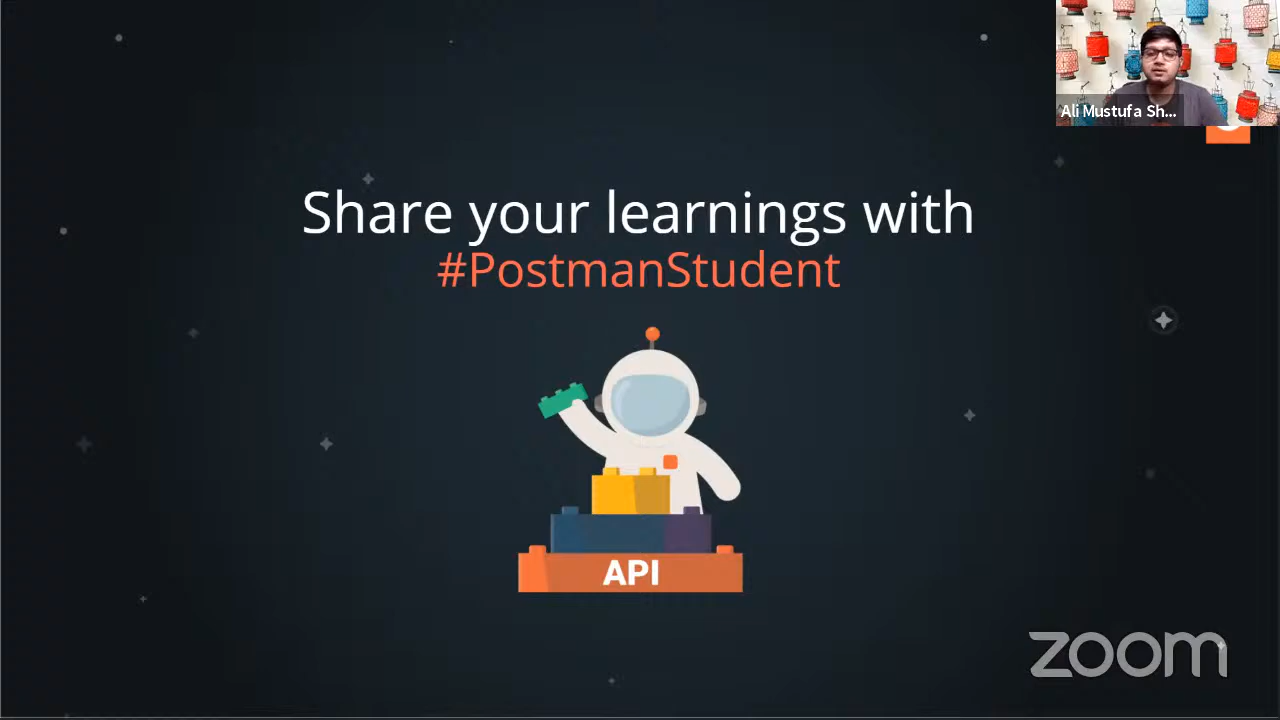 Ali Mustufa Sh...
Share your learnings with
#PostmanStudent
API
zoom